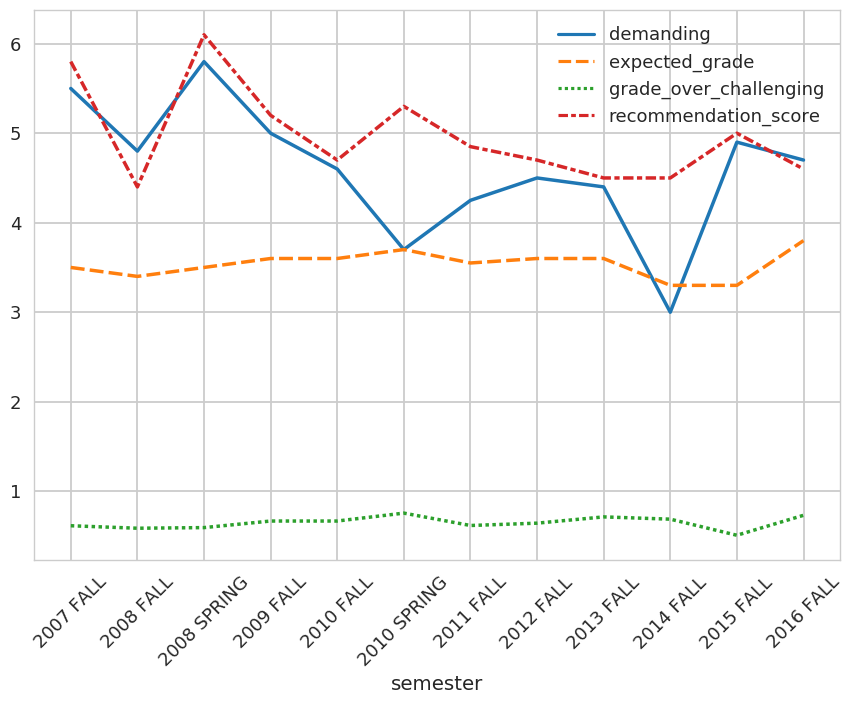 demanding
expected_grade
grade_over_challenging
recommendation_score
6
5
4
3
2
1
2007 FALL
2008 FALL
2008 SPRING
2009 FALL
2010 FALL
2010 SPRING
2011 FALL
2012 FALL
2013 FALL
2014 FALL
2015 FALL
2016 FALL
semester